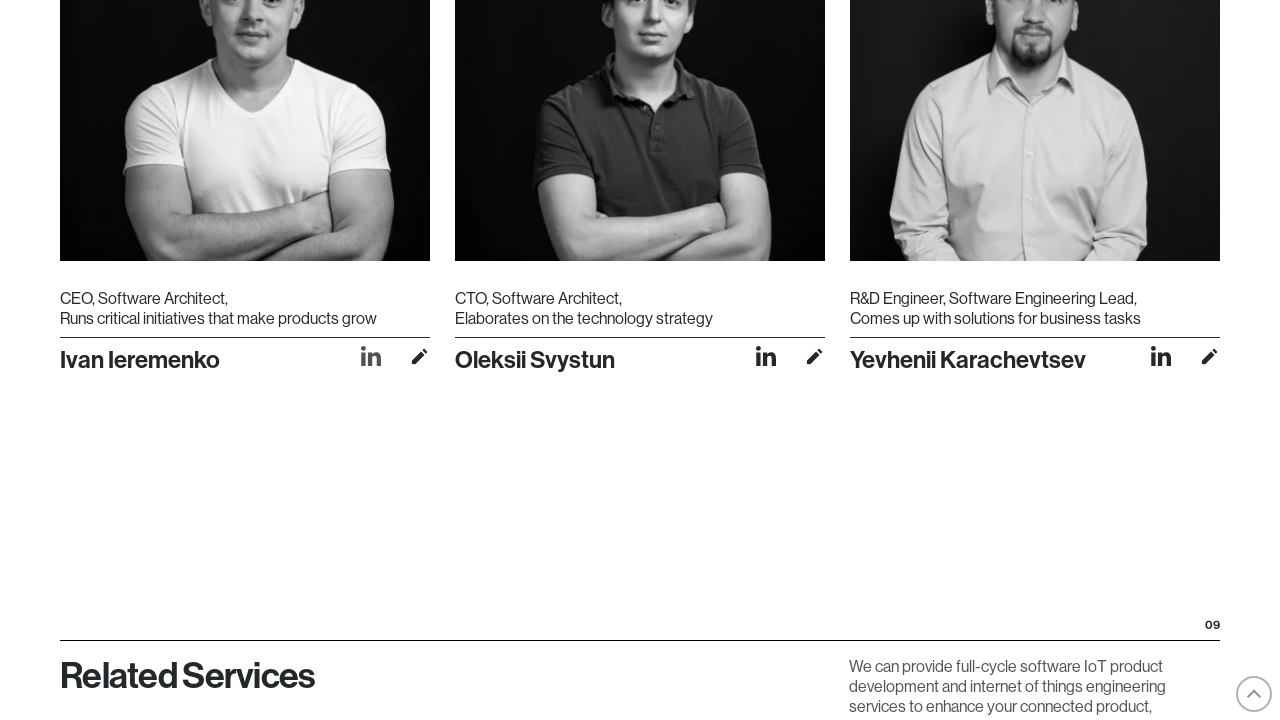 CEO, Software Architect,
Runs critical initiatives that make products grow
Ivan Ieremenko
in
CTO, Software Architect,
Elaborates on the technology strategy
Oleksii Svystun
in
R&D Engineer, Software Engineering Lead,
Comes up with solutions for business tasks
Yevhenii Karachevtsev
in
09
Related Services
We can provide full-cycle software IoT product
development and internet of things engineering
services to enhance your connected product,